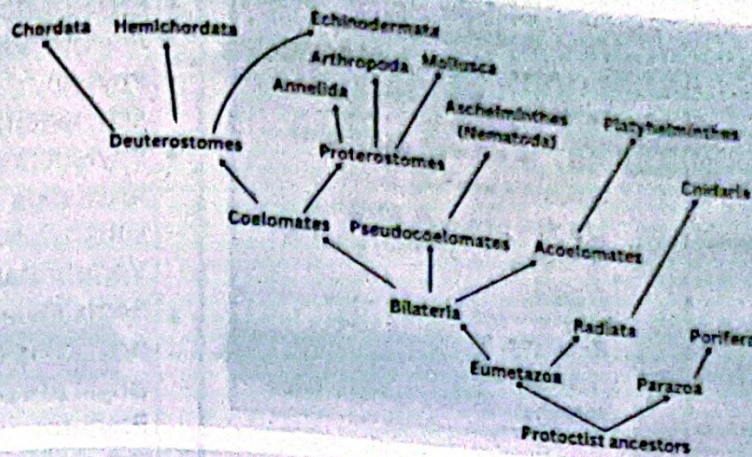 Chordata
Hemichordata
Echinodermata
Arthropoda
Mollusca
Annelida
Aschelminthes
(Nematoda)
Platyhelminthes
Deuterostomes
Proterostomes
Cnidaria
Coelomates
Pseudocoelomates
Acoelomates
Bilateria
Radiata
Porifera
Eumetazoa
Parazoa
Protoctist ancestors